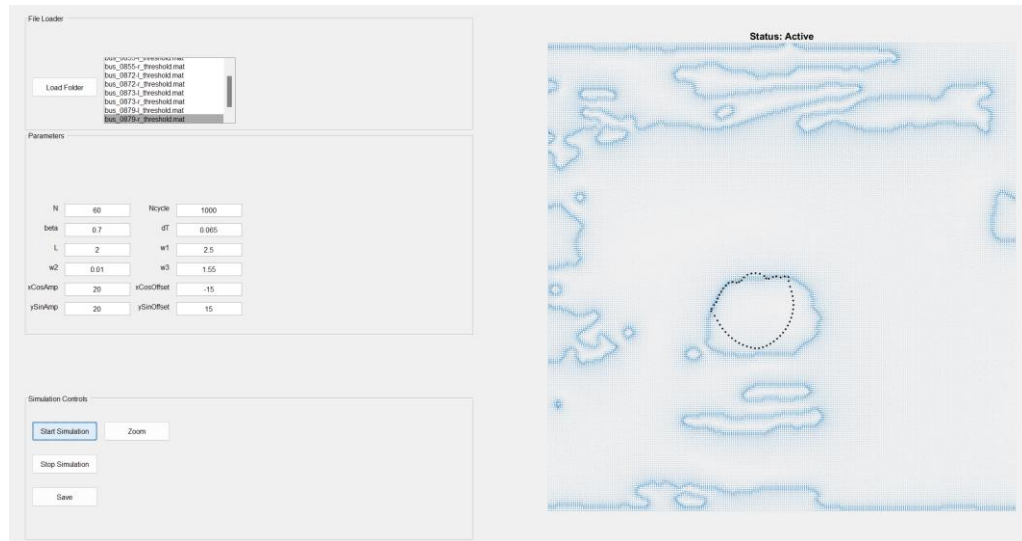 File Loader
Load Folder
bus_0855-r_threshold.mat
bus_0872-l_threshold.mat
bus_0872-r_threshold.mat
bus_0873-l_threshold.mat
bus_0873-r_threshold.mat
bus_0879-l_threshold.mat
bus_0879-r_threshold.mat
Parameters
N 60 Ncycle 1000
beta 0.7 dT 0.065
L 2 w1 2.5
w2 0.01 w3 1.55
xCosAmp 20 xCosOffset -15
ySinAmp 20 ySinOffset 15
Simulation Controls
Start Simulation Zoom
Stop Simulation
Save
Status: Active